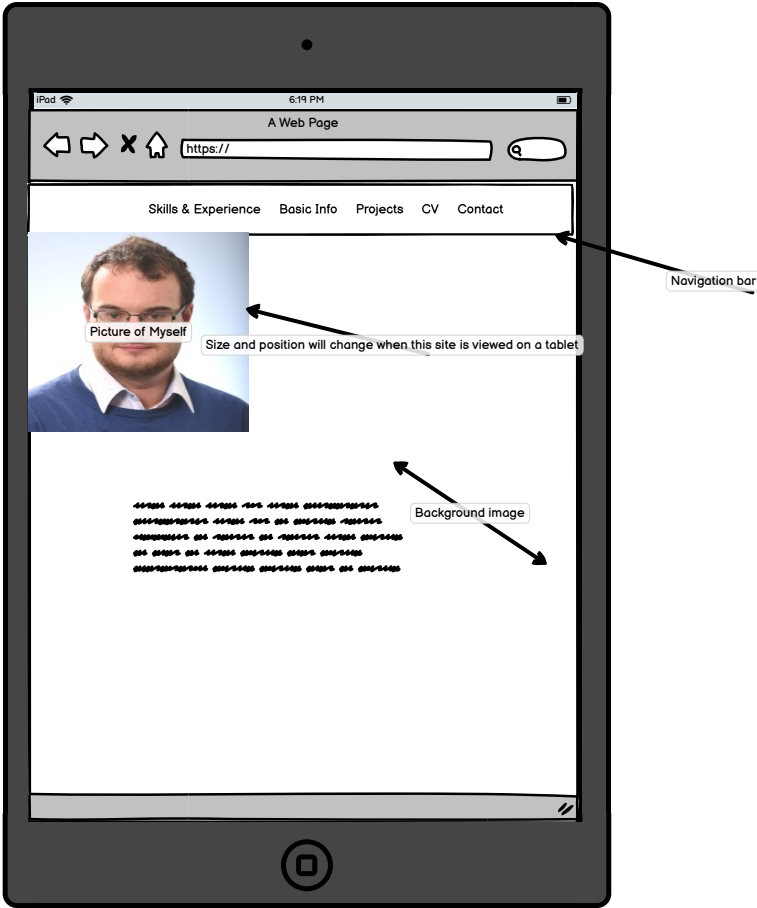 iPad
6:19 PM
A Web Page
https://
Skills & Experience Basic Info Projects CV Contact
Navigation bar
Picture of Myself
Size and position will change when this site is viewed on a tablet
Background image